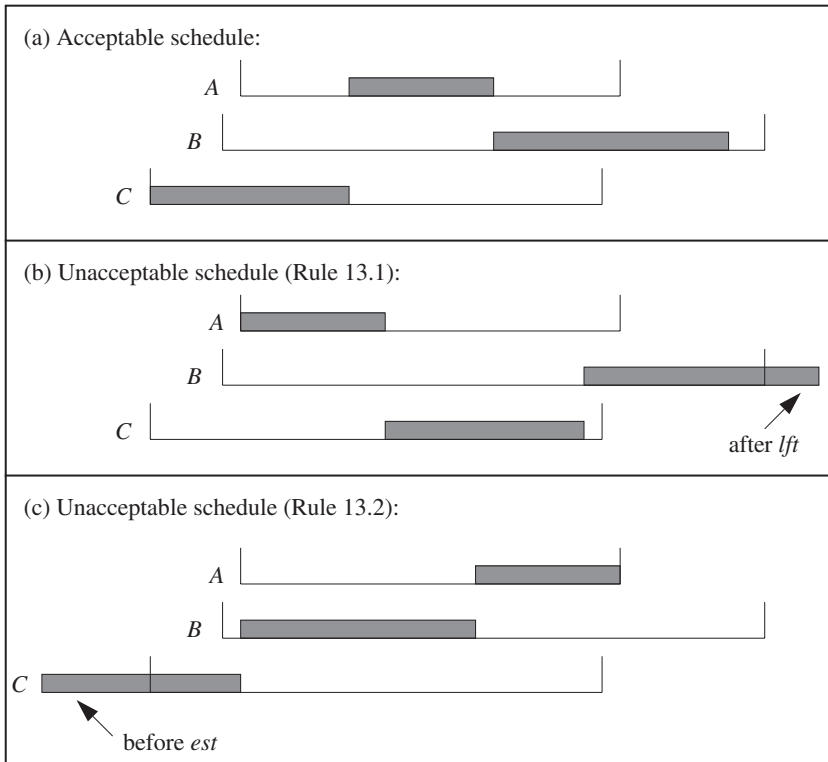 (a) Acceptable schedule:
A
B
C
(b) Unacceptable schedule (Rule 13.1):
A
B
C
after lft
(c) Unacceptable schedule (Rule 13.2):
A
B
C
before est